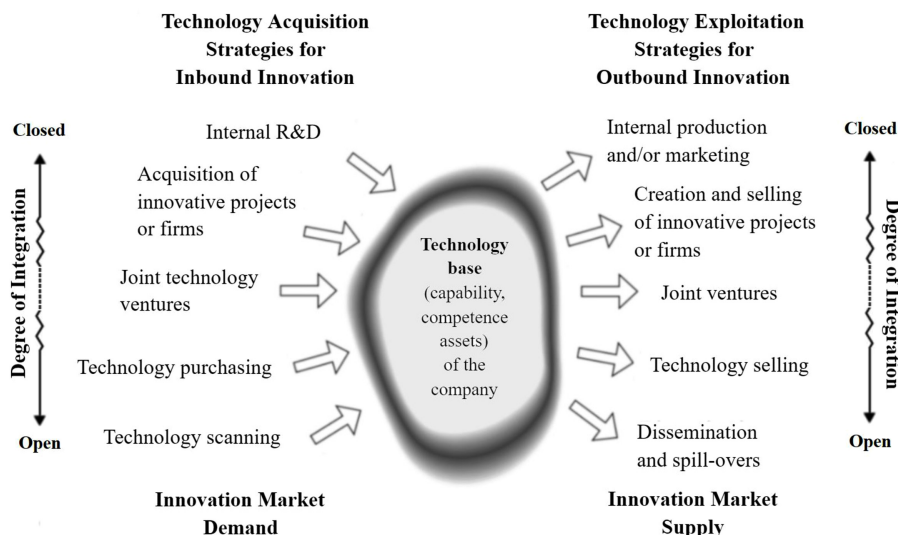 Technology Acquisition
Strategies for
Inbound Innovation
Technology Exploitation
Strategies for
Outbound Innovation
Closed
Degree of Integration
Open
Internal R&D
Acquisition of
innovative projects
or firms
Joint technology
ventures
Technology purchasing
Technology scanning
Technology
base
(capability,
competence
assets)
of the
company
Internal production
and/or marketing
Creation and selling
of innovative projects
or firms
Joint ventures
Technology selling
Dissemination
and spill-overs
Closed
Degree of Integration
Open
Innovation Market
Demand
Innovation Market
Supply